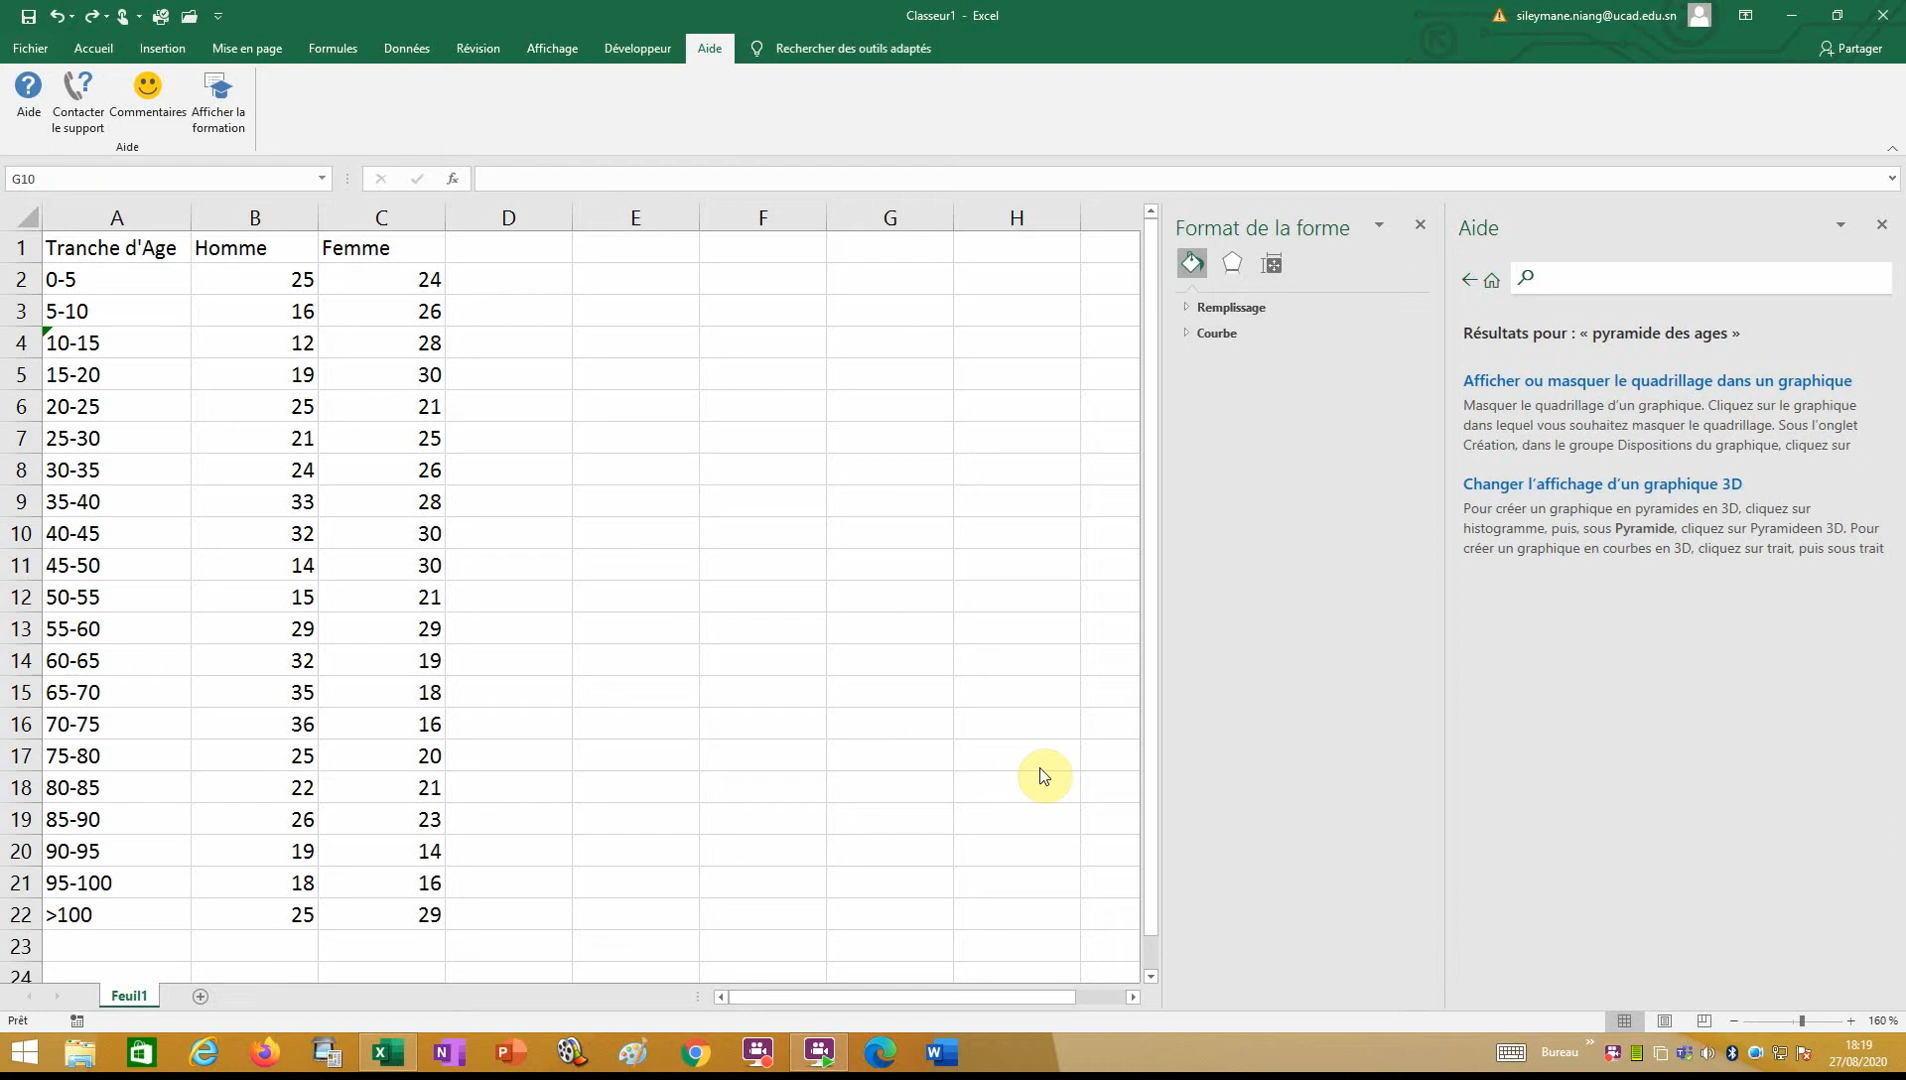 Classeur1 - Excel
sileymane.niang@ucad.edu.sn
Fichier Accueil Insertion Mise en page Formules Données Révision Affichage Développeur Aide Rechercher des outils adaptés Partager
Aide Contacter le support Commentaires Afficher la formation
Aide
G10 fx
A B C D E F G H
1 Tranche d'Age Homme Femme
2 0-5 25 24
3 5-10 16 26
4 10-15 12 28
5 15-20 19 30
6 20-25 25 21
7 25-30 21 25
8 30-35 24 26
9 35-40 33 28
10 40-45 32 30
11 45-50 14 30
12 50-55 15 21
13 55-60 29 29
14 60-65 32 19
15 65-70 35 18
16 70-75 36 16
17 75-80 25 20
18 80-85 22 21
19 85-90 26 23
20 90-95 19 14
21 95-100 18 16
22 >100 25 29
23
24
Format de la forme
Remplissage
Courbe
Aide
Résultats pour : « pyramide des ages »
Afficher ou masquer le quadrillage dans un graphique
Masquer le quadrillage d’un graphique. Cliquez sur le graphique
dans lequel vous souhaitez masquer le quadrillage. Sous l’onglet
Création, dans le groupe Dispositions du graphique, cliquez sur
Changer l’affichage d’un graphique 3D
Pour créer un graphique en pyramides en 3D, cliquez sur
histogramme, puis, sous Pyramide, cliquez sur Pyramideen 3D. Pour
créer un graphique en courbes en 3D, cliquez sur trait, puis sous trait
Feuil1
Prêt
160 %
Bureau
18:19
27/08/2020